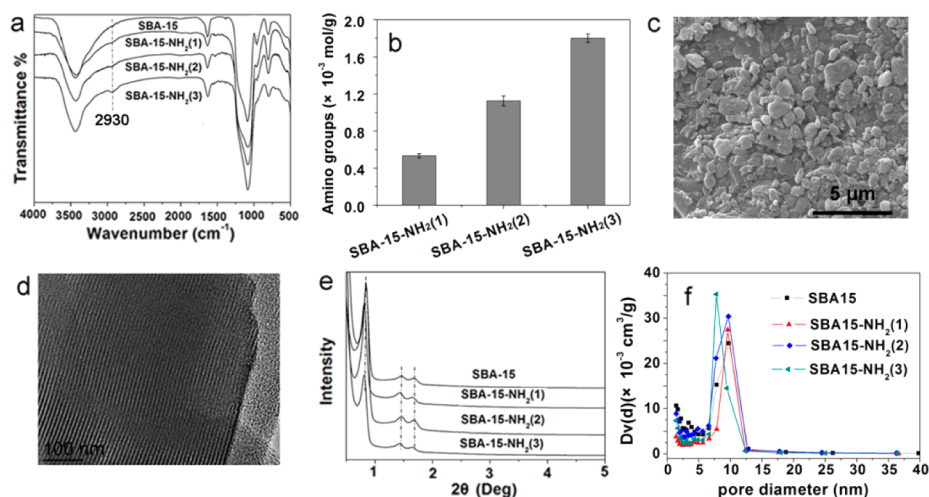 a
SBA-15
SBA-15-NH₂(1)
SBA-15-NH₂(2)
SBA-15-NH₂(3)
2930
Transmittance %
4000 3500 3000 2500 2000 1500 1000 500
Wavenumber (cm⁻¹)
b
Amino groups (× 10⁻³ mol/g)
2.0
1.8
1.2
0.6
0.0
SBA-15-NH₂(1)
SBA-15-NH₂(2)
SBA-15-NH₂(3)
c
5 μm
d
100 nm
e
Intensity
SBA-15
SBA-15-NH₂(1)
SBA-15-NH₂(2)
SBA-15-NH₂(3)
1 2 3 4 5
2θ (Deg)
f
Dv(d)(× 10⁻³ cm³/g)
40
30
20
10
0
SBA15
SBA15-NH₂(1)
SBA15-NH₂(2)
SBA15-NH₂(3)
0 5 10 15 20 25 30 35 40
pore diameter (nm)